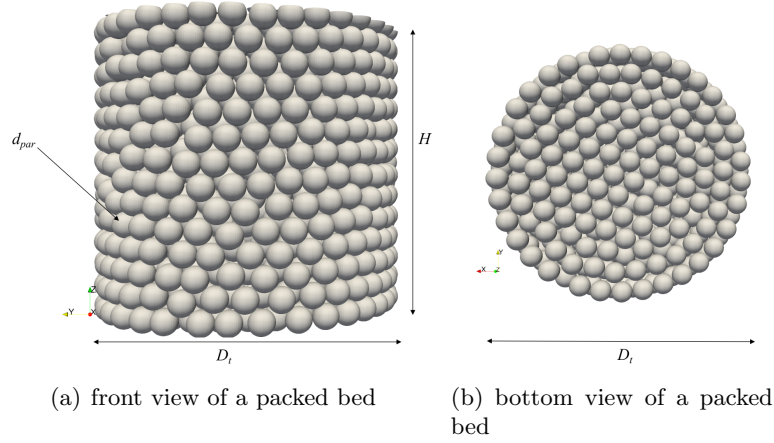 d_par
H
Z
Y
X
D_t
Y
X
Z
D_t
(a) front view of a packed bed
(b) bottom view of a packed
bed